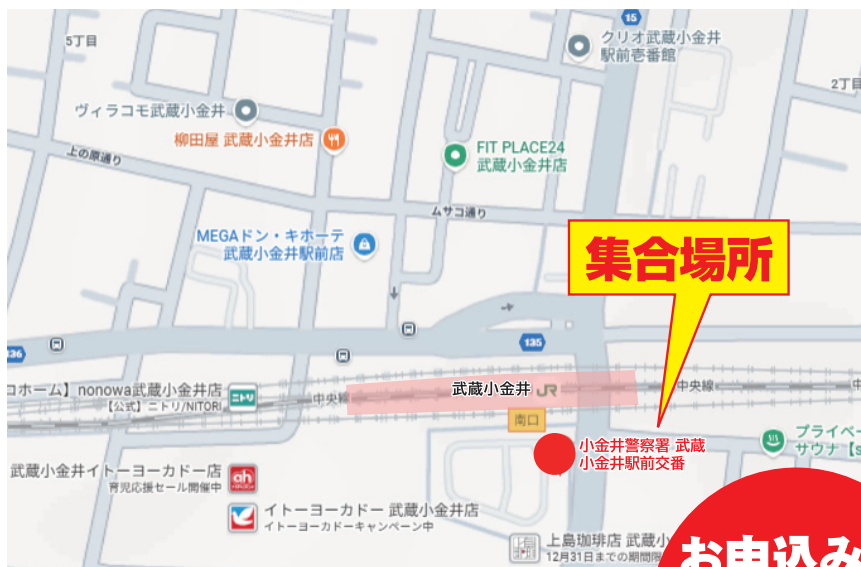 15
クリオ武蔵小金井
駅前壱番館
5丁目
2丁目
ヴィラコモ武蔵小金井
柳田屋 武蔵小金井店
FIT PLACE24
武蔵小金井店
上の原通り
ムサコ通り
MEGAドン・キホーテ
武蔵小金井駅前店
集合場所
136
135
コホーム】nonowa武蔵小金井店
【公式】ニトリ/NITORI
ニトリ
中央線
武蔵小金井 JR
中央線
中
南口
小金井警察署 武蔵
小金井駅前交番
プライベー
サウナ【s
武蔵小金井イトーヨーカドー店
育児応援セール開催中
ah
イトーヨーカドー 武蔵小金井店
イトーヨーカドーキャンペーン中
上島珈琲店 武蔵小
12月31日までの期間限
お申込み